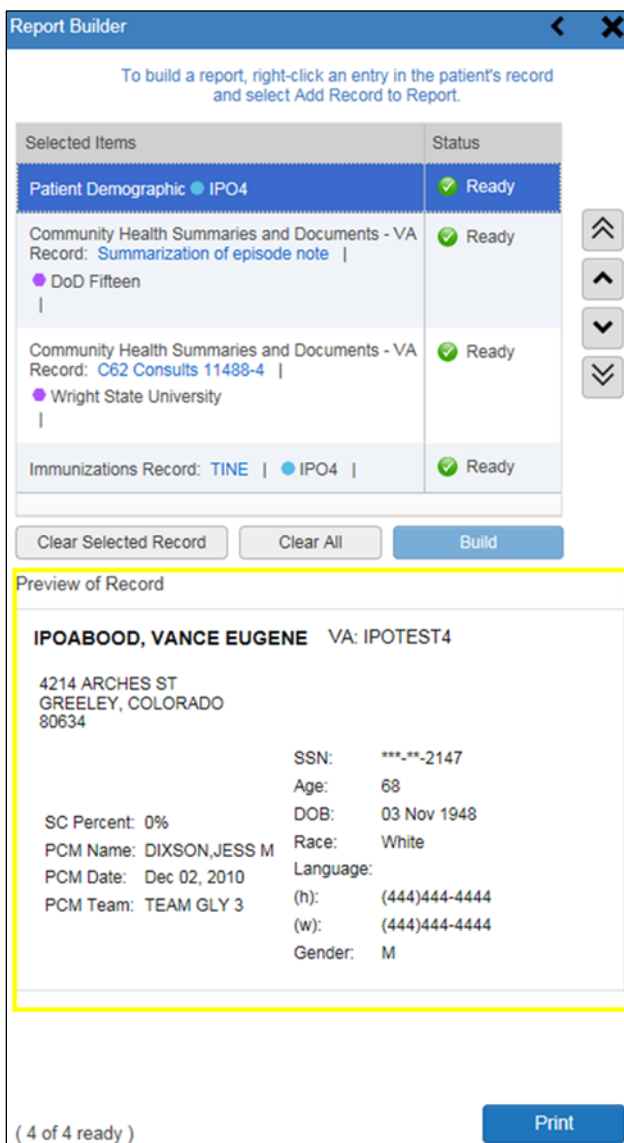 Report Builder
To build a report, right-click an entry in the patient's record
and select Add Record to Report.
Selected Items Status
Patient Demographic IPO4 Ready
Community Health Summaries and Documents - VA Ready
Record: Summarization of episode note |
DoD Fifteen
|
Community Health Summaries and Documents - VA Ready
Record: C62 Consults 11488-4 |
Wright State University
|
Immunizations Record: TINE | IPO4 | Ready
Clear Selected Record Clear All Build
Preview of Record
IPOABOOD, VANCE EUGENE VA: IPOTEST4
4214 ARCHES ST
GREELEY, COLORADO
80634
SSN: ***-**-2147
Age: 68
SC Percent: 0% DOB: 03 Nov 1948
PCM Name: DIXSON,JESS M Race: White
PCM Date: Dec 02, 2010 Language:
PCM Team: TEAM GLY 3 (h): (444)444-4444
(w): (444)444-4444
Gender: M
( 4 of 4 ready ) Print